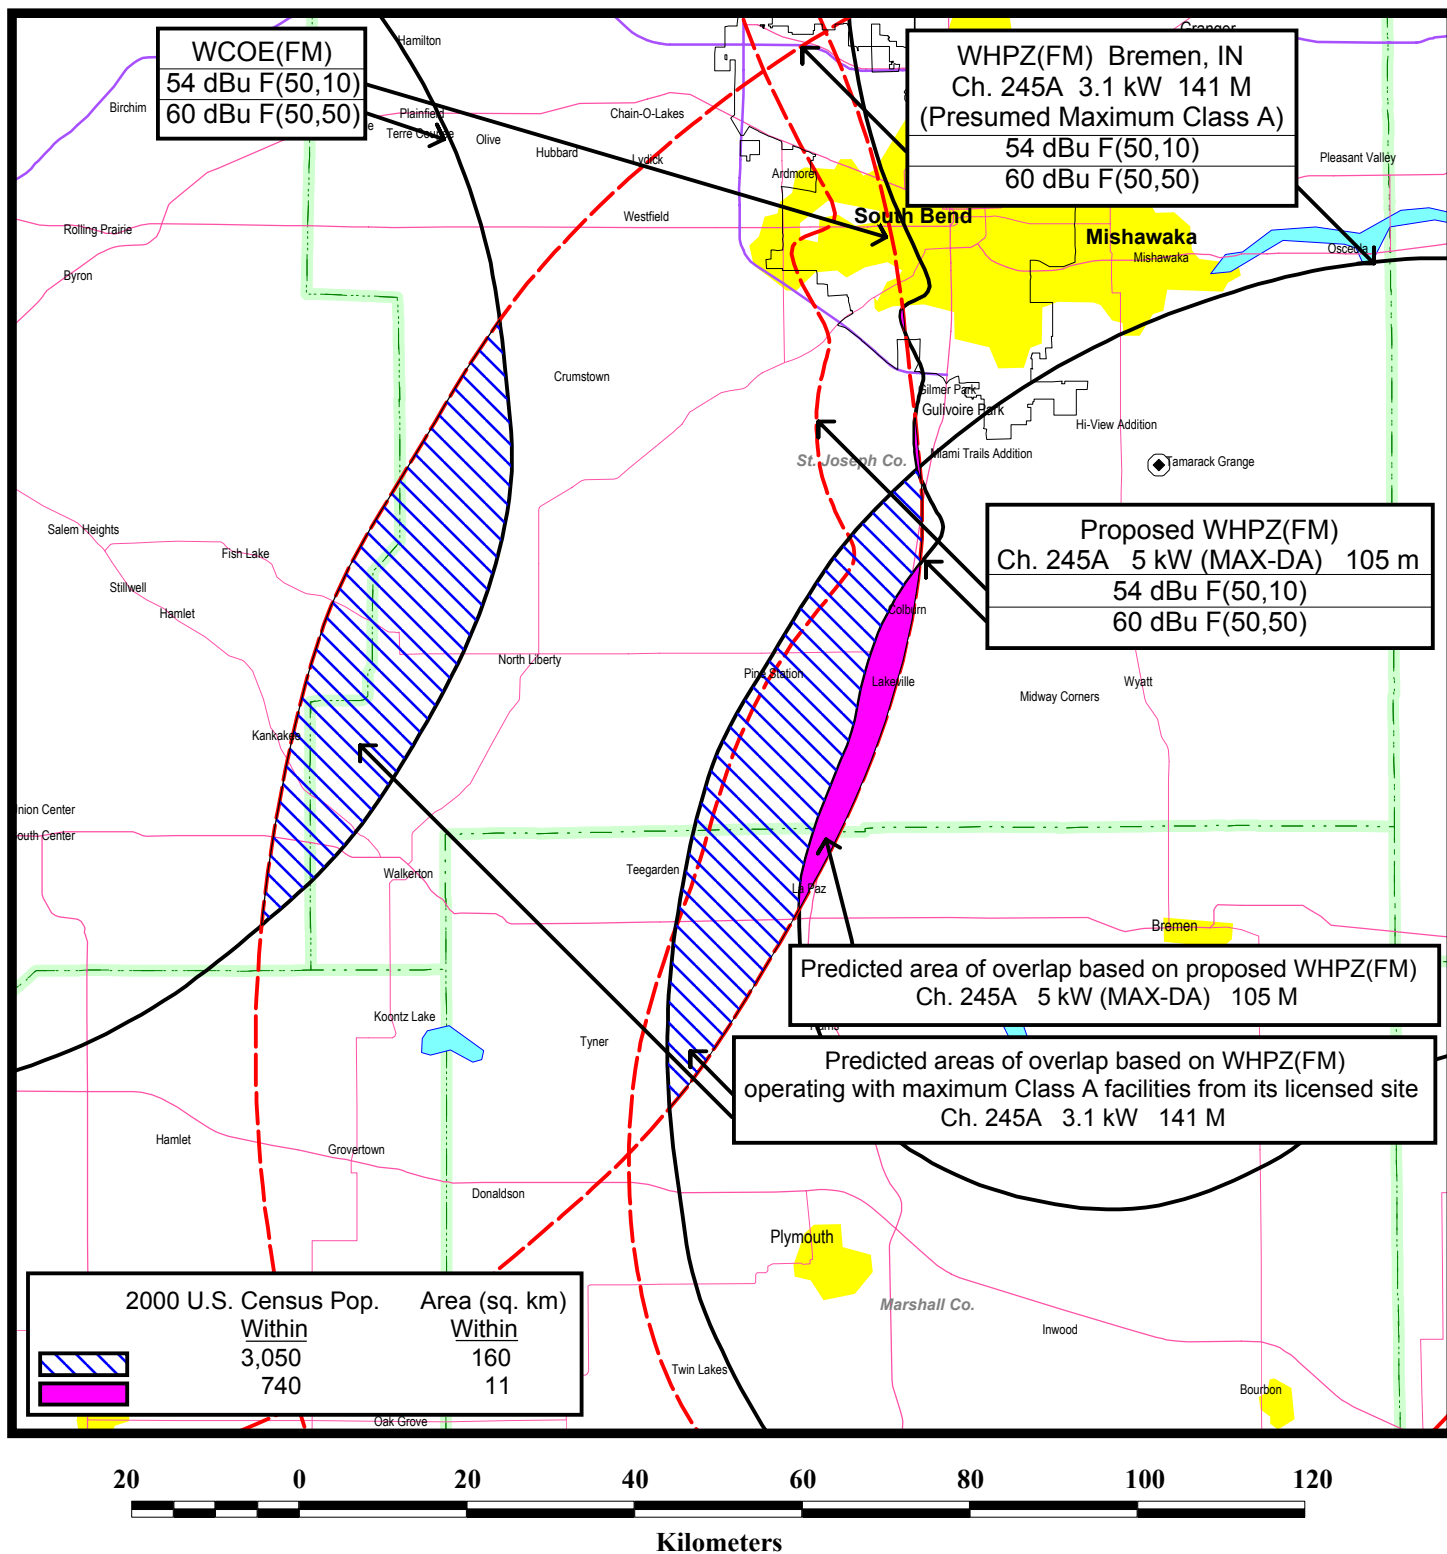 Hamilton
Granger
WCOE(FM)
54 dBu F(50,10)
60 dBu F(50,50)
WHPZ(FM) Bremen, IN
Ch. 245A 3.1 kW 141 M
(Presumed Maximum Class A)
54 dBu F(50,10)
60 dBu F(50,50)
Birchim
Plainfield
Terre Coupee
Olive
Hubbard
Chain-O-Lakes
Lydick
Ardmore
Pleasant Valley
Rolling Prairie
Westfield
South Bend
Mishawaka
Mishawaka
Osceola
Byron
Crumstown
Gilmer Park
Gulivoire Park
Hi-View Addition
St. Joseph Co.
Miami Trails Addition
Tamarack Grange
Salem Heights
Fish Lake
Stillwell
Hamlet
Proposed WHPZ(FM)
Ch. 245A 5 kW (MAX-DA) 105 m
54 dBu F(50,10)
60 dBu F(50,50)
Colburn
North Liberty
Pine Station
Lakeville
Midway Corners
Wyatt
Kankakee
Union Center
South Center
Walkerton
Teegarden
La Paz
Bremen
Predicted area of overlap based on proposed WHPZ(FM)
Ch. 245A 5 kW (MAX-DA) 105 M
Koontz Lake
Tyner
Predicted areas of overlap based on WHPZ(FM)
operating with maximum Class A facilities from its licensed site
Ch. 245A 3.1 kW 141 M
Hamlet
Grovertown
Donaldson
Plymouth
Marshall Co.
Inwood
Twin Lakes
Bourbon
2000 U.S. Census Pop. Area (sq. km)
Within Within
3,050 160
740 11
Oak Grove
20 0 20 40 60 80 100 120
Kilometers